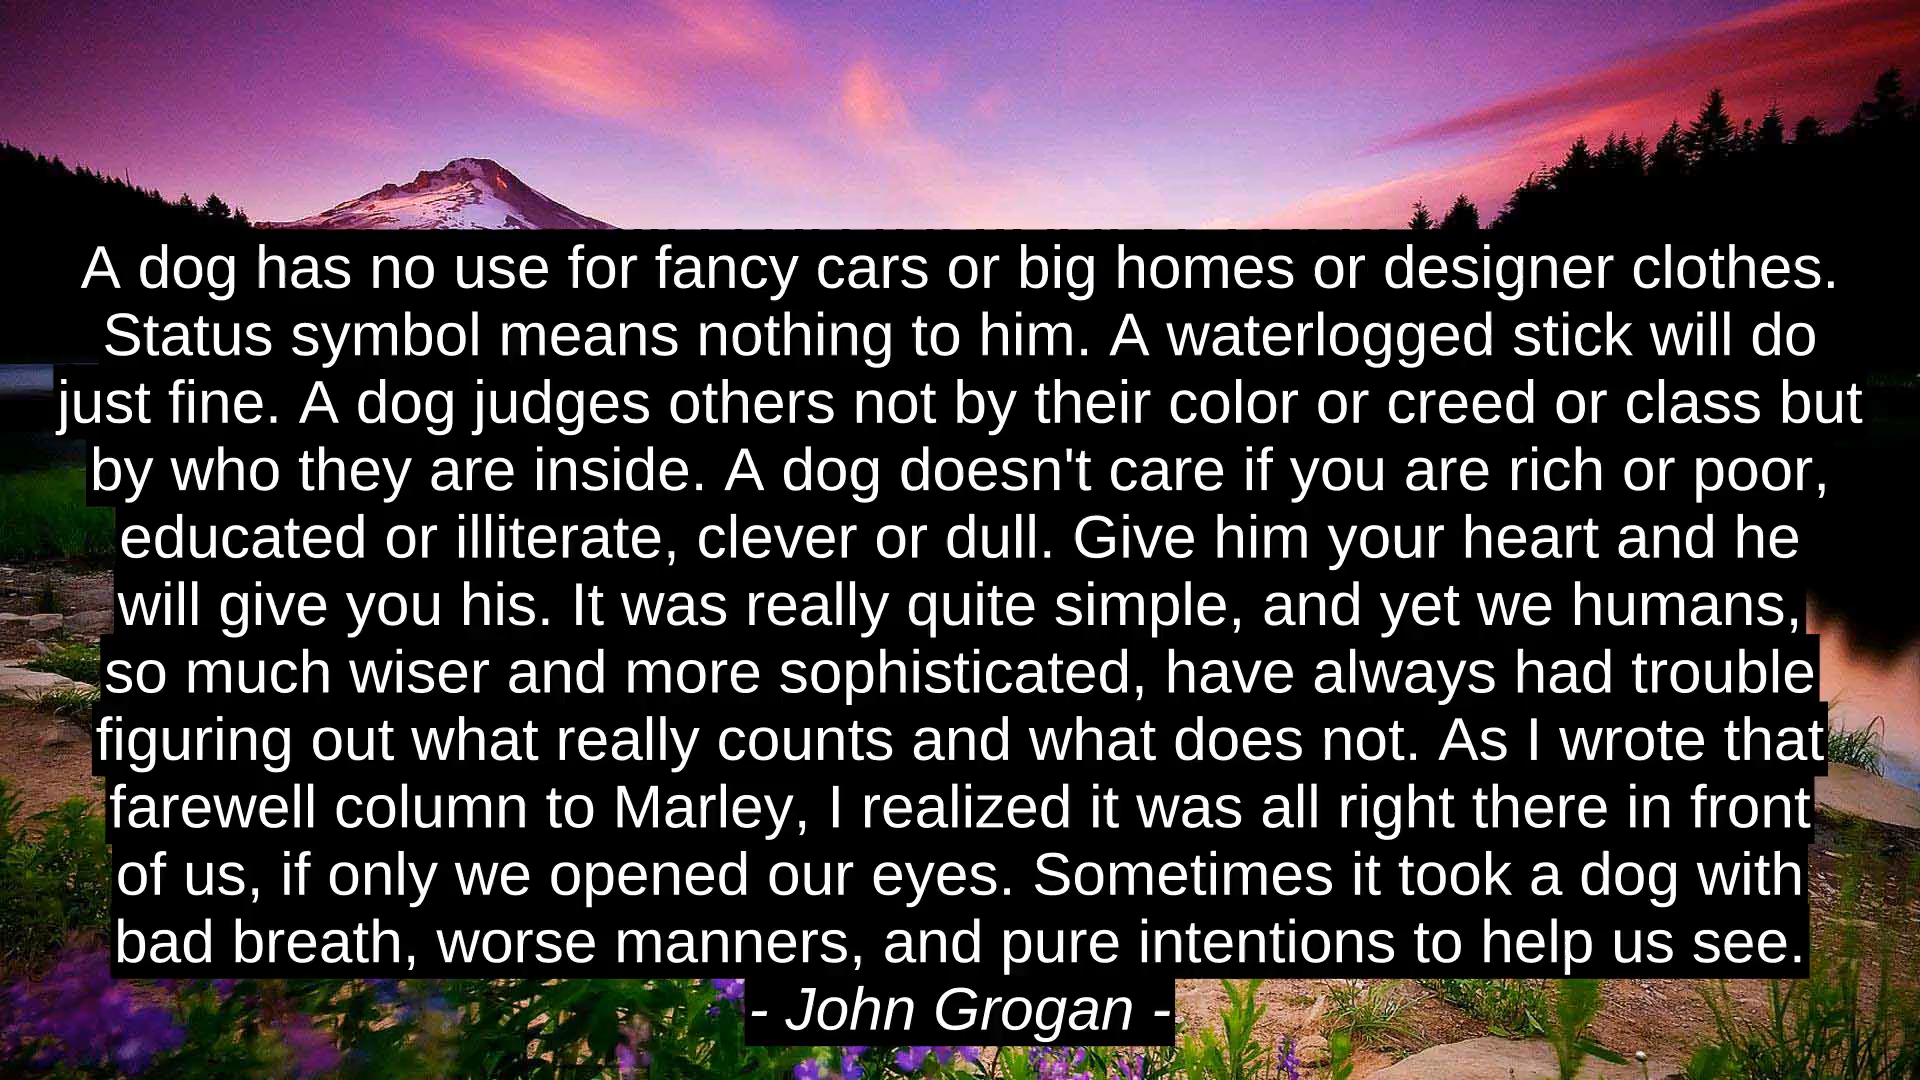 A dog has no use for fancy cars or big homes or designer clothes.
Status symbol means nothing to him. A waterlogged stick will do
just fine. A dog judges others not by their color or creed or class but
by who they are inside. A dog doesn't care if you are rich or poor,
educated or illiterate, clever or dull. Give him your heart and he
will give you his. It was really quite simple, and yet we humans,
so much wiser and more sophisticated, have always had trouble
figuring out what really counts and what does not. As I wrote that
farewell column to Marley, I realized it was all right there in front
of us, if only we opened our eyes. Sometimes it took a dog with
bad breath, worse manners, and pure intentions to help us see.
- John Grogan -